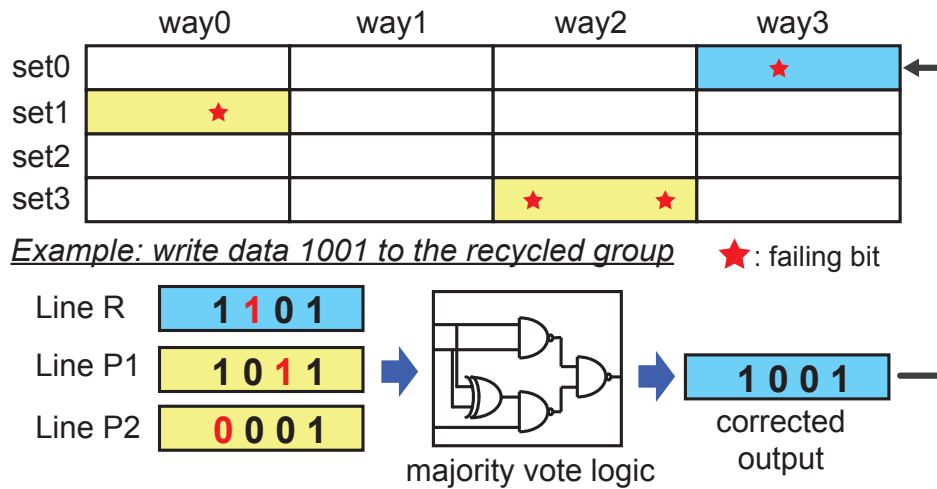 way0 way1 way2 way3
set0
set1
set2
set3
Example: write data 1001 to the recycled group
: failing bit
Line R 1 1 0 1
Line P1 1 0 1 1
Line P2 0 0 0 1
majority vote logic
1 0 0 1
corrected
output